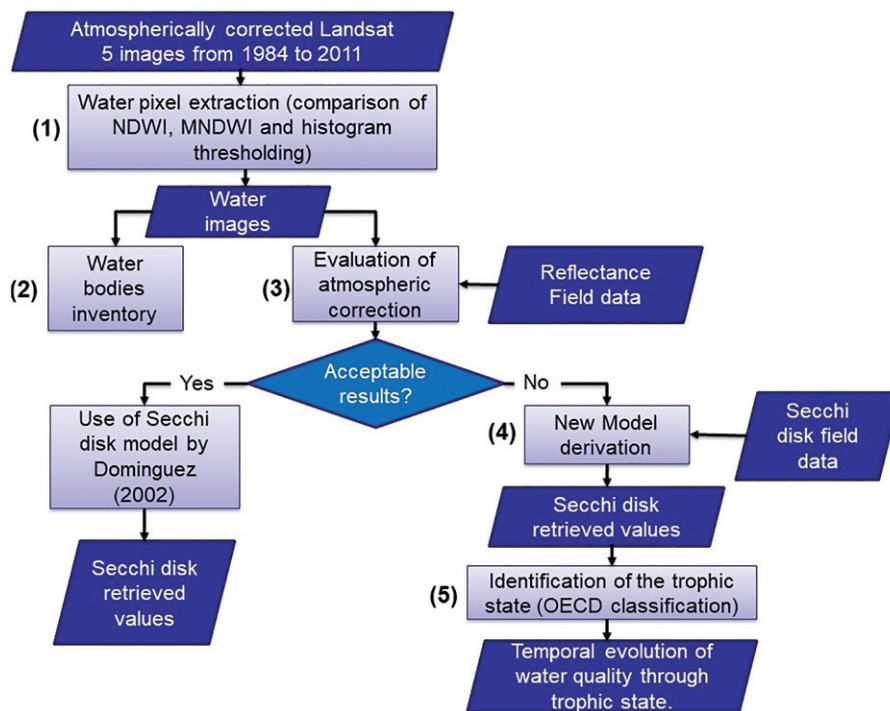 Atmospherically corrected Landsat
5 images from 1984 to 2011
(1)
Water pixel extraction (comparison of
NDWI, MNDWI and histogram
thresholding)
Water
images
(2)
Water
bodies
inventory
(3)
Evaluation of
atmospheric
correction
Reflectance
Field data
Acceptable
results?
Yes
No
Use of Secchi
disk model by
Dominguez
(2002)
(4)
New Model
derivation
Secchi
disk field
data
Secchi disk
retrieved
values
Secchi disk
retrieved values
(5)
Identification of the trophic
state (OECD classification)
Temporal evolution of
water quality through
trophic state.